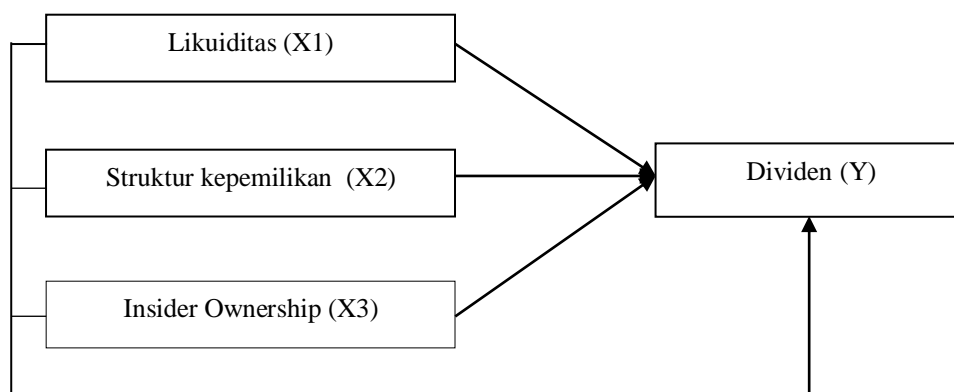 Likuiditas (X1)
Struktur kepemilikan (X2)
Dividen (Y)
Insider Ownership (X3)